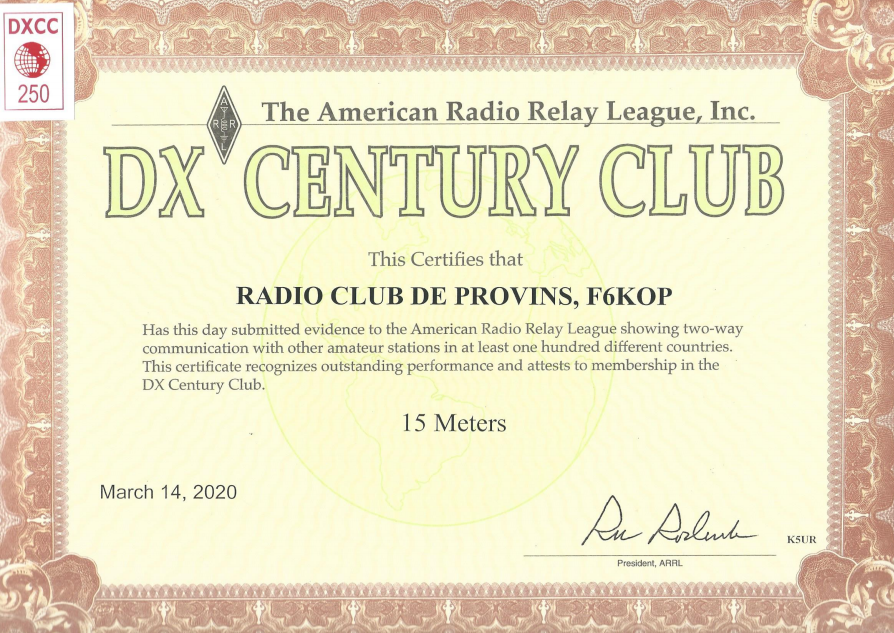 DXCC
250
ARRL
The American Radio Relay League, Inc.
DX CENTURY CLUB
This Certifies that
RADIO CLUB DE PROVINS, F6KOP
Has this day submitted evidence to the American Radio Relay League showing two-way
communication with other amateur stations in at least one hundred different countries.
This certificate recognizes outstanding performance and attests to membership in the
DX Century Club.
15 Meters
March 14, 2020
K5UR
President, ARRL